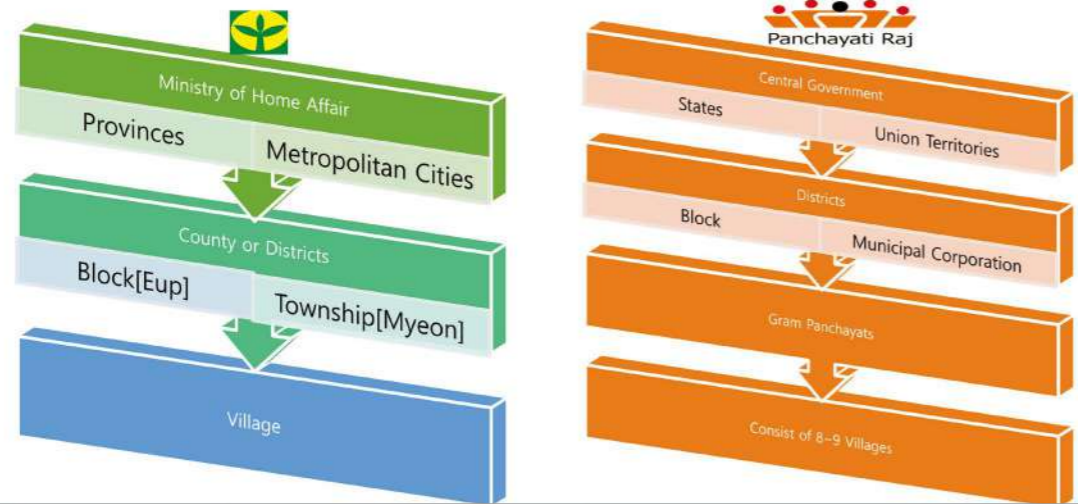 Ministry of Home Affair
Provinces
Metropolitan Cities
County or Districts
Block[Eup]
Township[Myeon]
Village
Panchayati Raj
Central Government
States
Union Territories
Districts
Block
Municipal Corporation
Gram Panchayats
Consist of 8-9 Villages